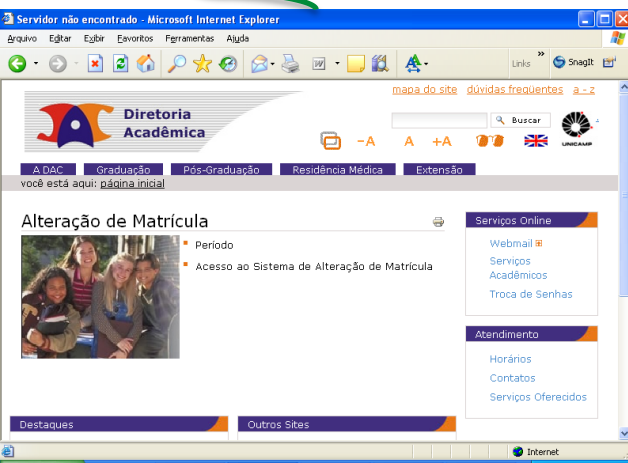 Servidor não encontrado - Microsoft Internet Explorer
Arquivo Editar Exibir Favoritos Ferramentas Ajuda
Links » SnagIt
mapa do site dúvidas freqüentes a - z
Diretoria
Acadêmica
Buscar
-A A +A
UNICAMP
A DAC Graduação Pós-Graduação Residência Médica Extensão
você está aqui: página inicial
Alteração de Matrícula
Período
Acesso ao Sistema de Alteração de Matrícula
Serviços Online
Webmail
Serviços
Acadêmicos
Troca de Senhas
Atendimento
Horários
Contatos
Serviços Oferecidos
Destaques
Outros Sites
Internet